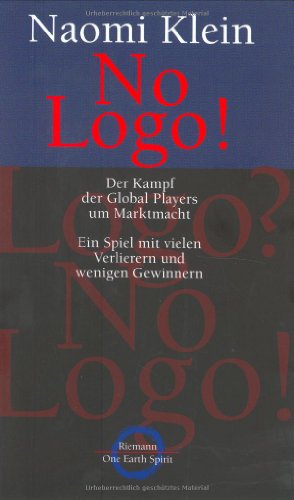 Urheberrechtlich geschütztes Material
Naomi Klein
No
Logo!
Der Kampf
der Global Players
um Marktmacht
Logo?
Ein Spiel mit vielen
Verlierern und
wenigen Gewinnern
No
Logo!
Riemann
One Earth Spirit
Urheberrechtlich geschütztes Material